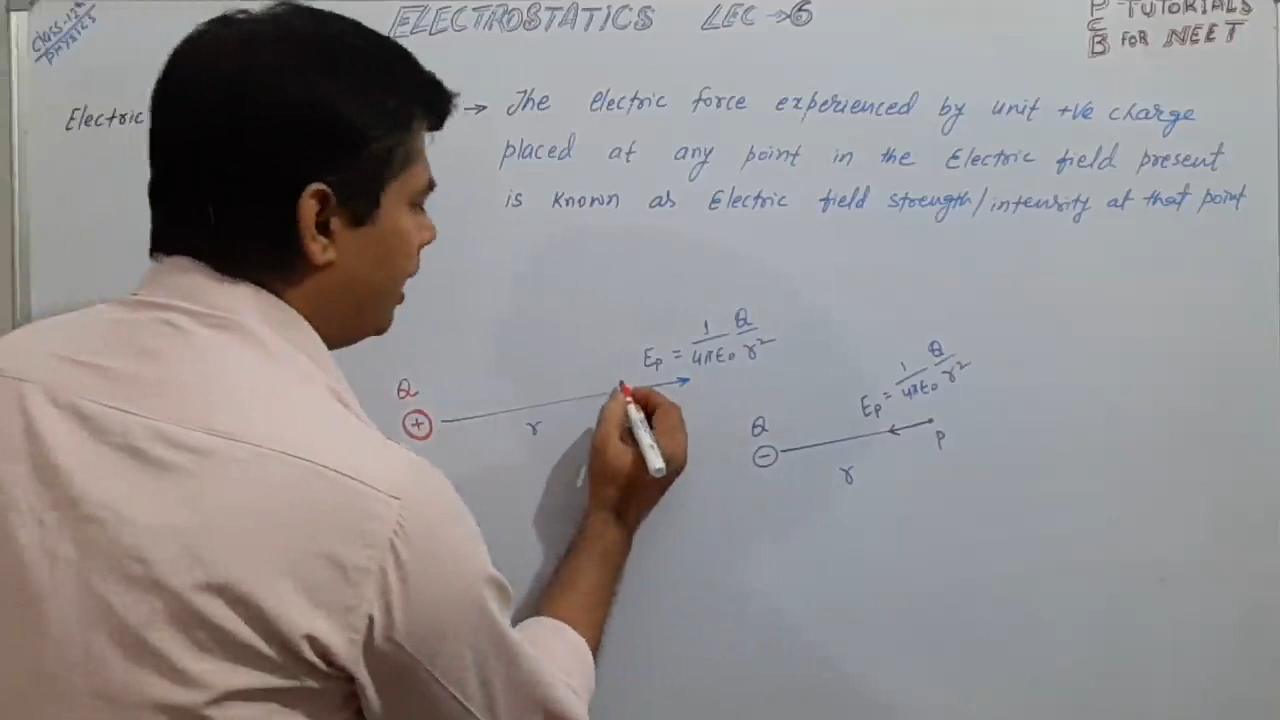 CLASS-12th
PHYSICS
ELECTROSTATICS LEC → 6
P TUTORIALS
C
B FOR NEET
Electric → The electric force experienced by unit +ve charge
placed at any point in the Electric field present
is known as Electric field strength/intensity at that point
Ep = 1/4πε₀ Q/r²
Q
+
r
Ep = 1/4πε₀ Q/r²
Q
−
r
P